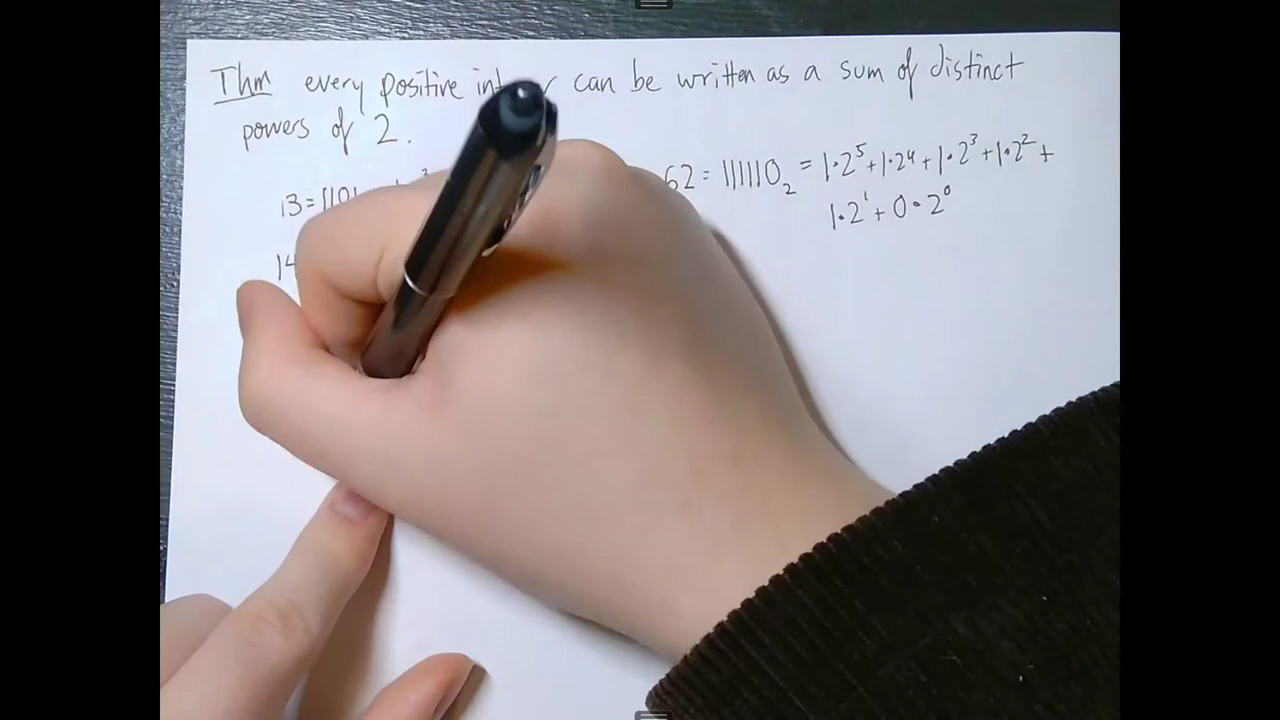 Thm every positive can be written as a sum of distinct
powers of 2.
13 = 1101
62 = 111110₂ = 1·2⁵ + 1·2⁴ + 1·2³ + 1·2² +
1·2¹ + 0·2⁰
14